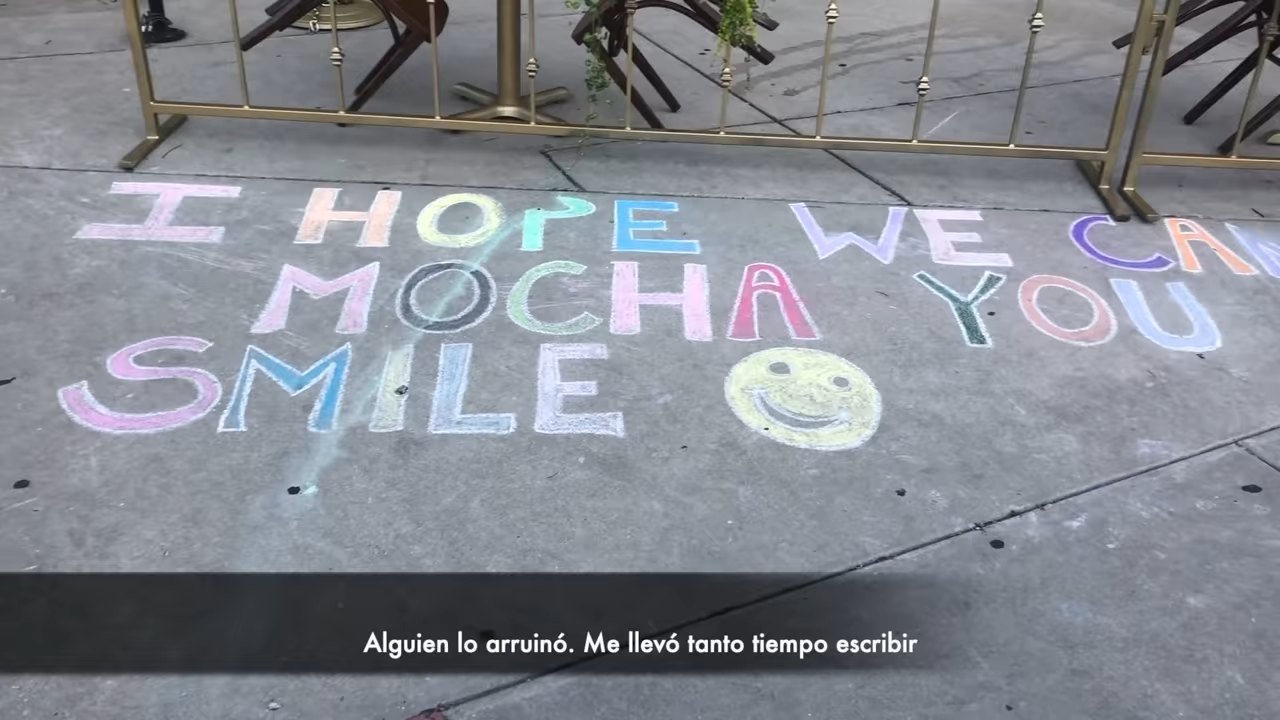 I HOPE WE CAN
MOCHA YOU
SMILE
Alguien lo arruinó. Me llevó tanto tiempo escribir